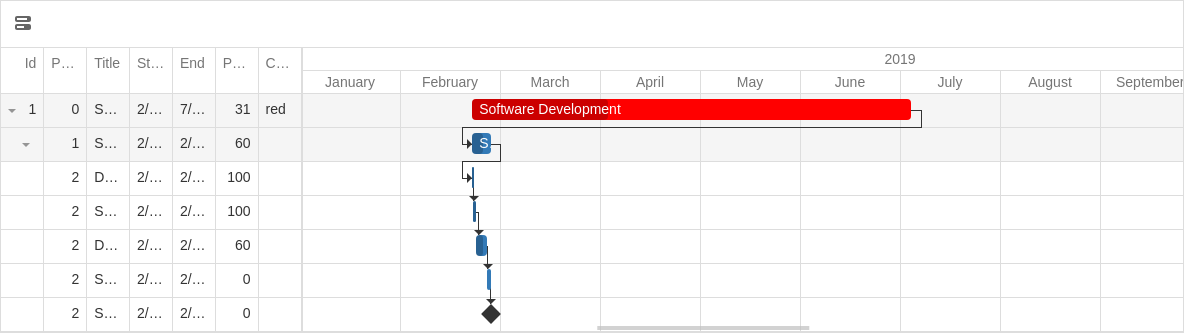 2019
Id P... Title St... End P... C... January February March April May June July August September
1 0 S... 2/... 7/... 31 red Software Development
1 S... 2/... 2/... 60 S
2 D... 2/... 2/... 100
2 S... 2/... 2/... 100
2 D... 2/... 2/... 60
2 S... 2/... 2/... 0
2 S... 2/... 2/... 0